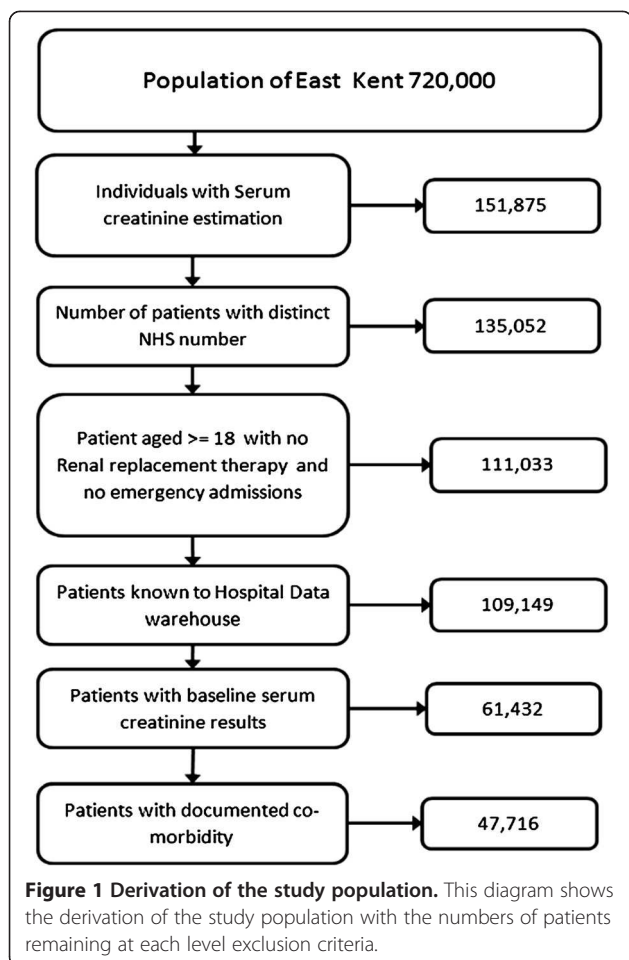 Population of East Kent 720,000
Individuals with Serum
creatinine estimation
151,875
Number of patients with distinct
NHS number
135,052
Patient aged >= 18 with no
Renal replacement therapy and
no emergency admissions
111,033
Patients known to Hospital Data
warehouse
109,149
Patients with baseline serum
creatinine results
61,432
Patients with documented co-
morbidity
47,716
Figure 1 Derivation of the study population. This diagram shows
the derivation of the study population with the numbers of patients
remaining at each level exclusion criteria.